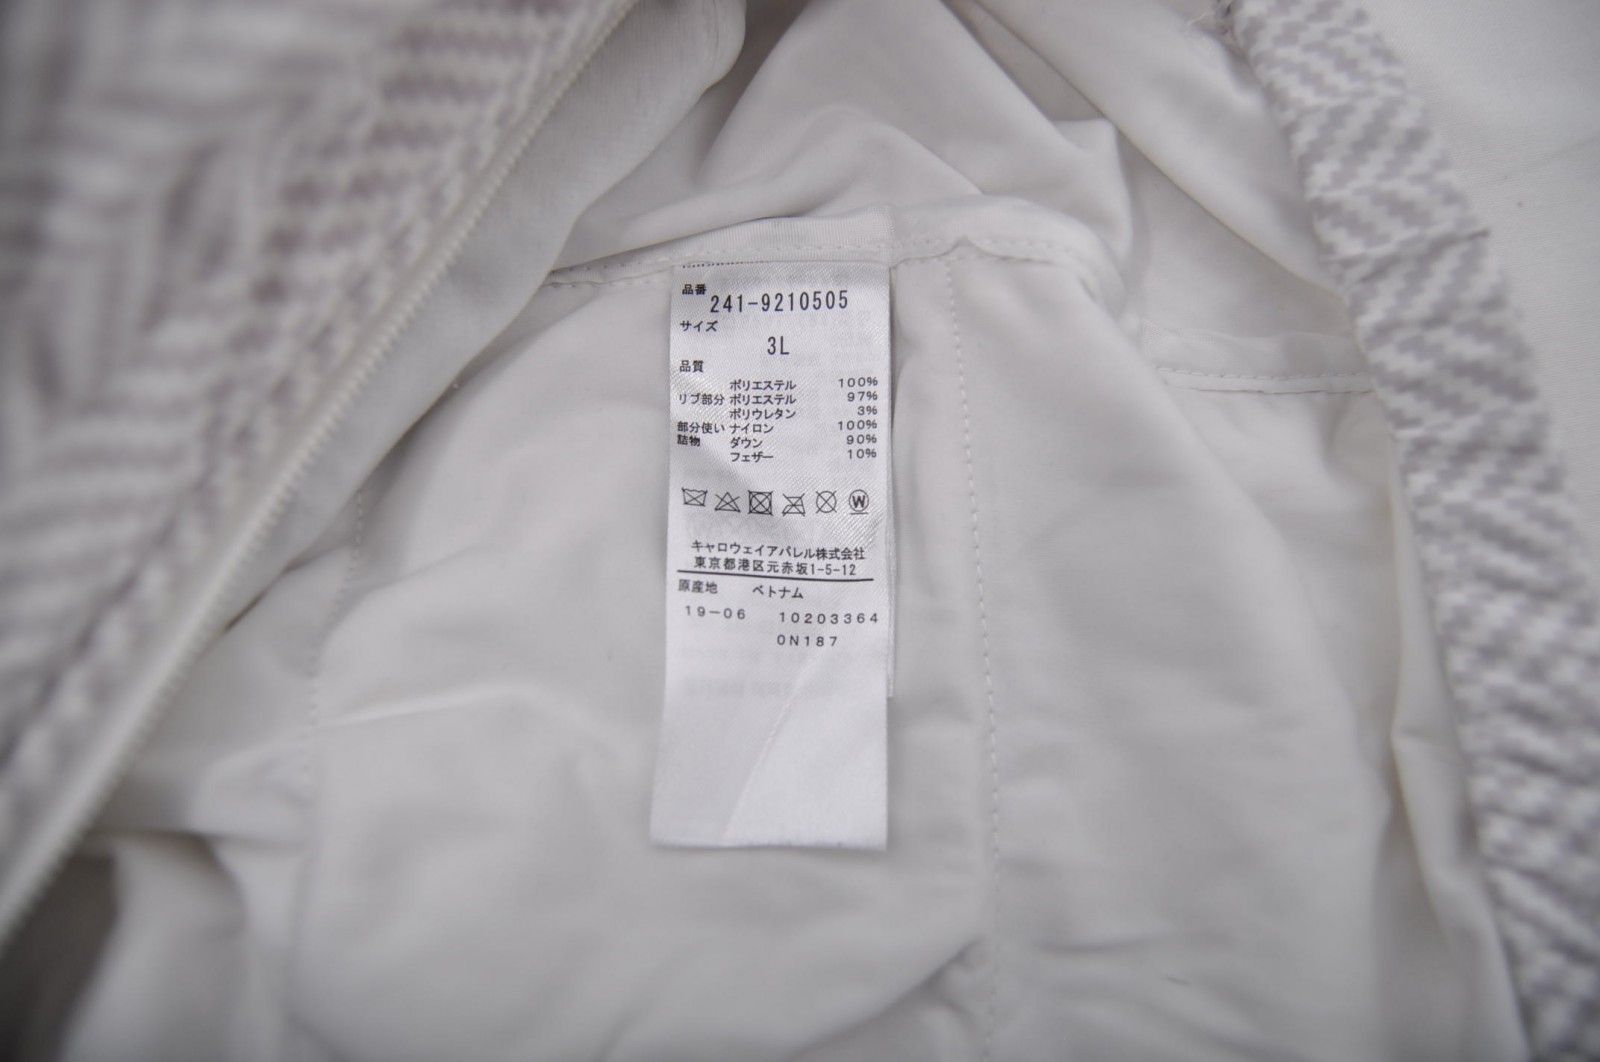 品番
241-9210505
サイズ
3L
品質
ポリエステル 100%
リブ部分 ポリエステル 97%
ポリウレタン 3%
部分使い ナイロン 100%
詰物 ダウン 90%
フェザー 10%
W
キャロウェイアパレル株式会社
東京都港区元赤坂1-5-12
原産地 ベトナム
19-06 10203364
0N187